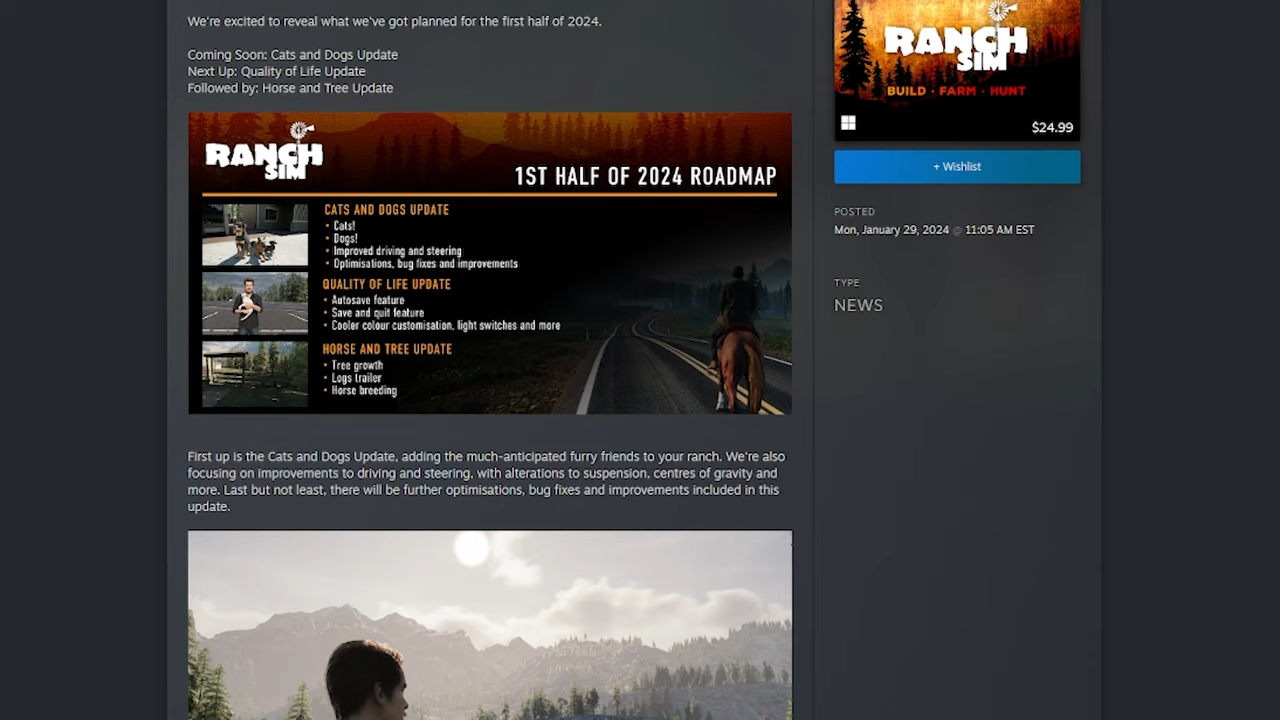 We're excited to reveal what we've got planned for the first half of 2024.
Coming Soon: Cats and Dogs Update
Next Up: Quality of Life Update
Followed by: Horse and Tree Update
RANCH
SIM
1ST HALF OF 2024 ROADMAP
CATS AND DOGS UPDATE
• Cats!
• Dogs!
• Improved driving and steering
• Optimisations, bug fixes and improvements
QUALITY OF LIFE UPDATE
• Autosave feature
• Save and quit feature
• Cooler colour customisation, light switches and more
HORSE AND TREE UPDATE
• Tree growth
• Logs trailer
• Horse breeding
First up is the Cats and Dogs Update, adding the much-anticipated furry friends to your ranch. We're also
focusing on improvements to driving and steering, with alterations to suspension, centres of gravity and
more. Last but not least, there will be further optimisations, bug fixes and improvements included in this
update.
RANCH
SIM
BUILD · FARM · HUNT
$24.99
+ Wishlist
POSTED
Mon, January 29, 2024 @ 11:05 AM EST
TYPE
NEWS